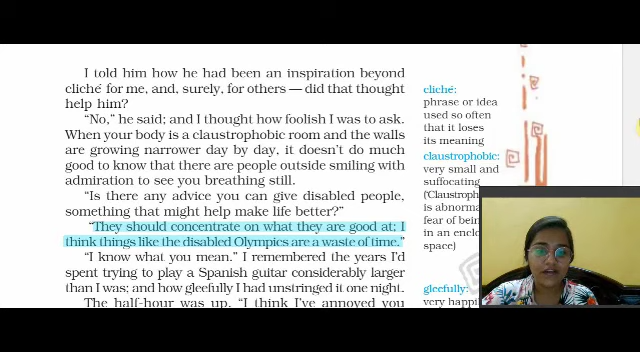 I told him how he had been an inspiration beyond
cliché for me, and, surely, for others — did that thought
help him?
“No,” he said; and I thought how foolish I was to ask.
When your body is a claustrophobic room and the walls
are growing narrower day by day, it doesn’t do much
good to know that there are people outside smiling with
admiration to see you breathing still.
“Is there any advice you can give disabled people,
something that might help make life better?”
“They should concentrate on what they are good at; I
think things like the disabled Olympics are a waste of time.”
“I know what you mean.” I remembered the years I’d
spent trying to play a Spanish guitar considerably larger
than I was; and how gleefully I had unstringed it one night.
The half-hour was up. “I think I’ve annoyed you
cliché:
phrase or idea
used so often
that it loses
its meaning
claustrophobic:
very small and
suffocating
is abnorma
fear of bein
in an enclo
space)
gleefully:
very happi